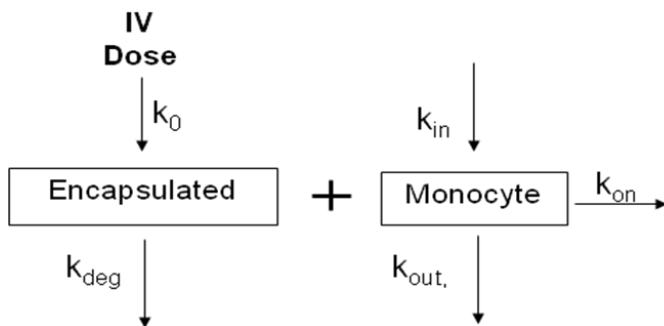 IV
Dose
k0
kin
Encapsulated
+
Monocyte
kon
kdeg
kout,